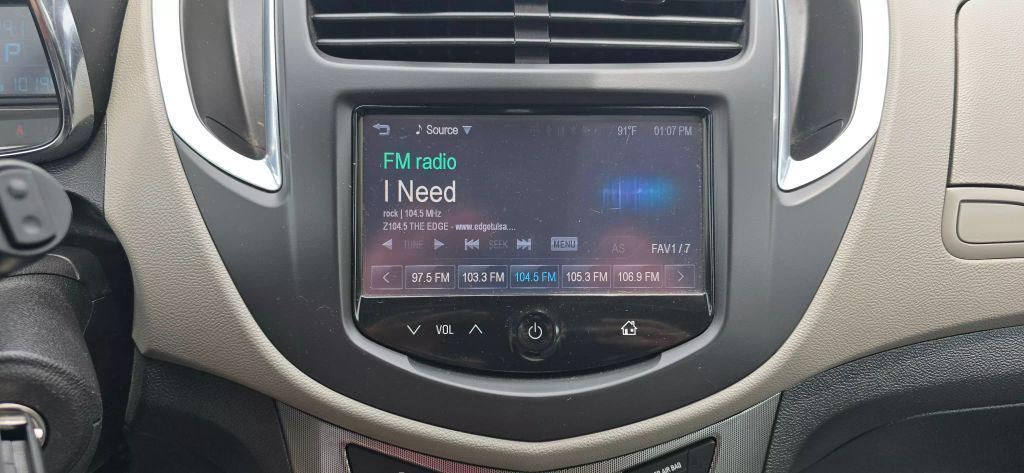 P
Source 91°F 01:07 PM
FM radio
I Need
rock | 104.5 MHz
Z104.5 THE EDGE - www.edgetulsa....
TUNE SEEK MENU AS FAV1 / 7
97.5 FM 103.3 FM 104.5 FM 105.3 FM 106.9 FM
VOL
AIR BAG